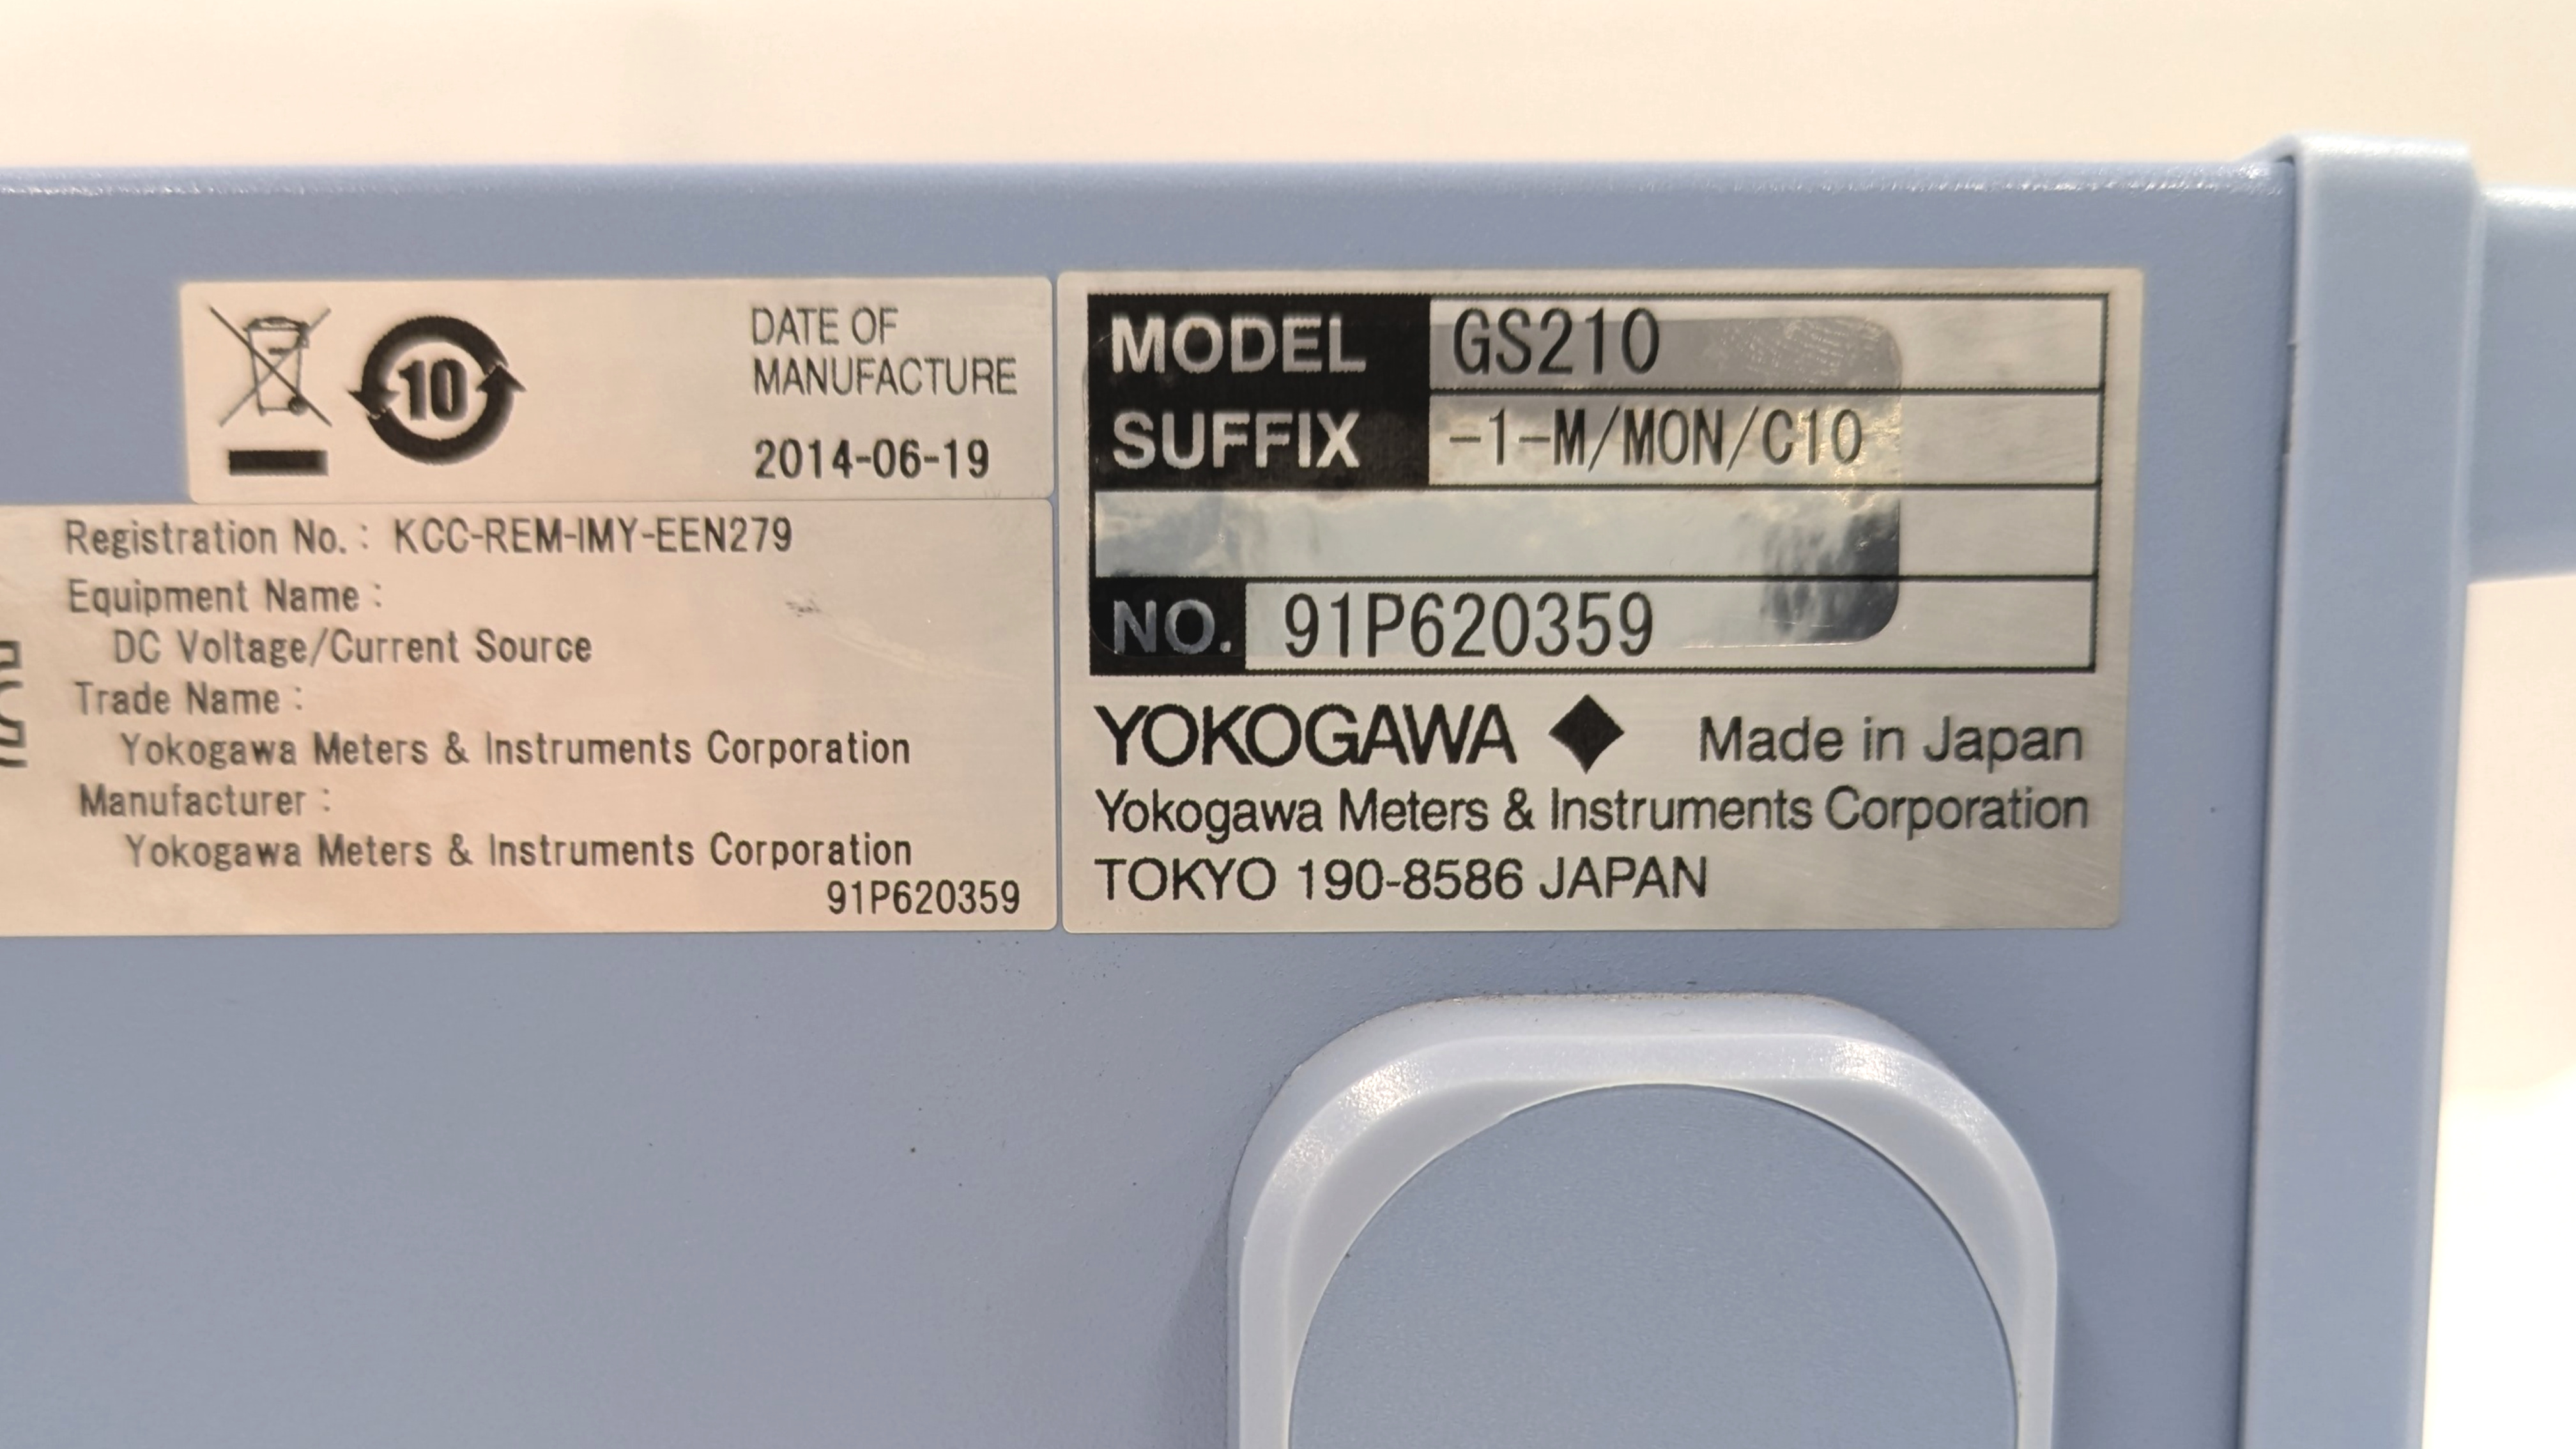 10
DATE OF
MANUFACTURE
2014-06-19
Registration No. : KCC-REM-IMY-EEN279
Equipment Name :
DC Voltage/Current Source
Trade Name :
Yokogawa Meters & Instruments Corporation
Manufacturer :
Yokogawa Meters & Instruments Corporation
91P620359
MODEL GS210
SUFFIX -1-M/MON/C10
NO. 91P620359
YOKOGAWA ◆ Made in Japan
Yokogawa Meters & Instruments Corporation
TOKYO 190-8586 JAPAN